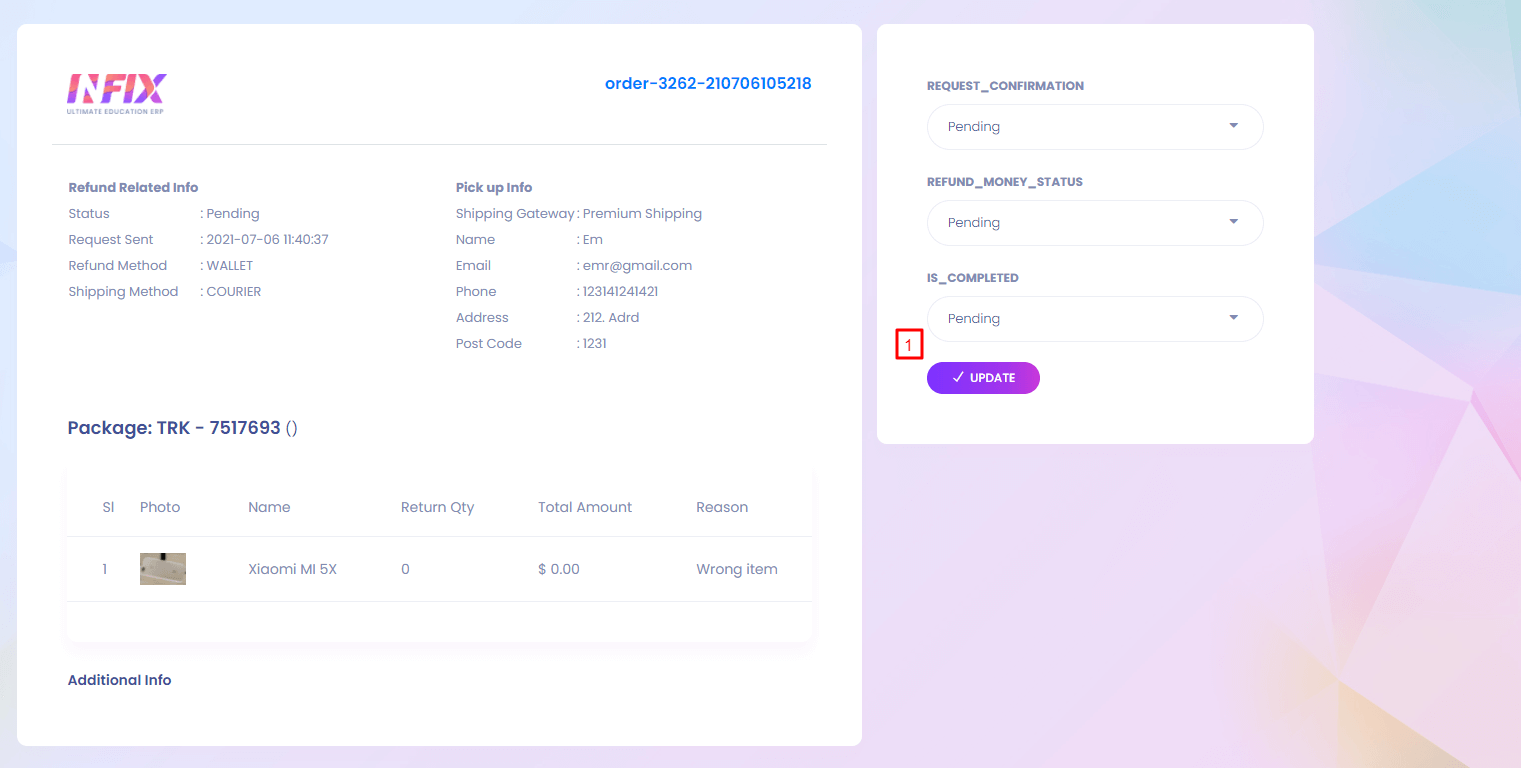 INFIX
ULTIMATE EDUCATION ERP
order-3262-210706105218
Refund Related Info
Status : Pending
Request Sent : 2021-07-06 11:40:37
Refund Method : WALLET
Shipping Method : COURIER
Pick up Info
Shipping Gateway : Premium Shipping
Name : Em
Email : emr@gmail.com
Phone : 123141241421
Address : 212. Adrd
Post Code : 1231
Package: TRK - 7517693 ()
Sl Photo Name Return Qty Total Amount Reason
1 Xiaomi MI 5X 0 $ 0.00 Wrong item
Additional Info
REQUEST_CONFIRMATION
Pending
REFUND_MONEY_STATUS
Pending
IS_COMPLETED
Pending
1
✓ UPDATE